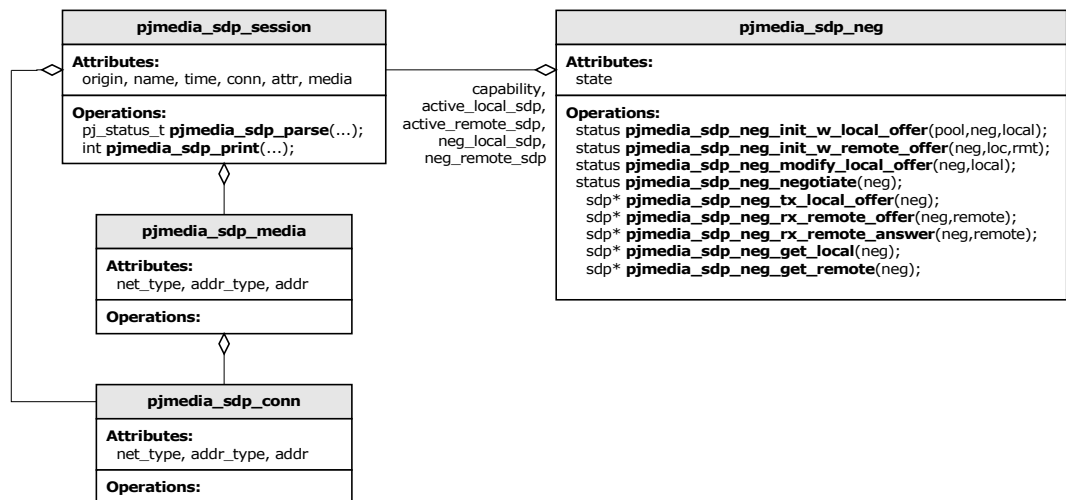 pjmedia_sdp_session
Attributes:
origin, name, time, conn, attr, media
Operations:
pj_status_t pjmedia_sdp_parse(...);
int pjmedia_sdp_print(...);
capability,
active_local_sdp,
active_remote_sdp,
neg_local_sdp,
neg_remote_sdp
pjmedia_sdp_neg
Attributes:
state
Operations:
status pjmedia_sdp_neg_init_w_local_offer(pool,neg,local);
status pjmedia_sdp_neg_init_w_remote_offer(neg,loc,rmt);
status pjmedia_sdp_neg_modify_local_offer(neg,local);
status pjmedia_sdp_neg_negotiate(neg);
sdp* pjmedia_sdp_neg_tx_local_offer(neg);
sdp* pjmedia_sdp_neg_rx_remote_offer(neg,remote);
sdp* pjmedia_sdp_neg_rx_remote_answer(neg,remote);
sdp* pjmedia_sdp_neg_get_local(neg);
sdp* pjmedia_sdp_neg_get_remote(neg);
pjmedia_sdp_media
Attributes:
net_type, addr_type, addr
Operations:
pjmedia_sdp_conn
Attributes:
net_type, addr_type, addr
Operations: